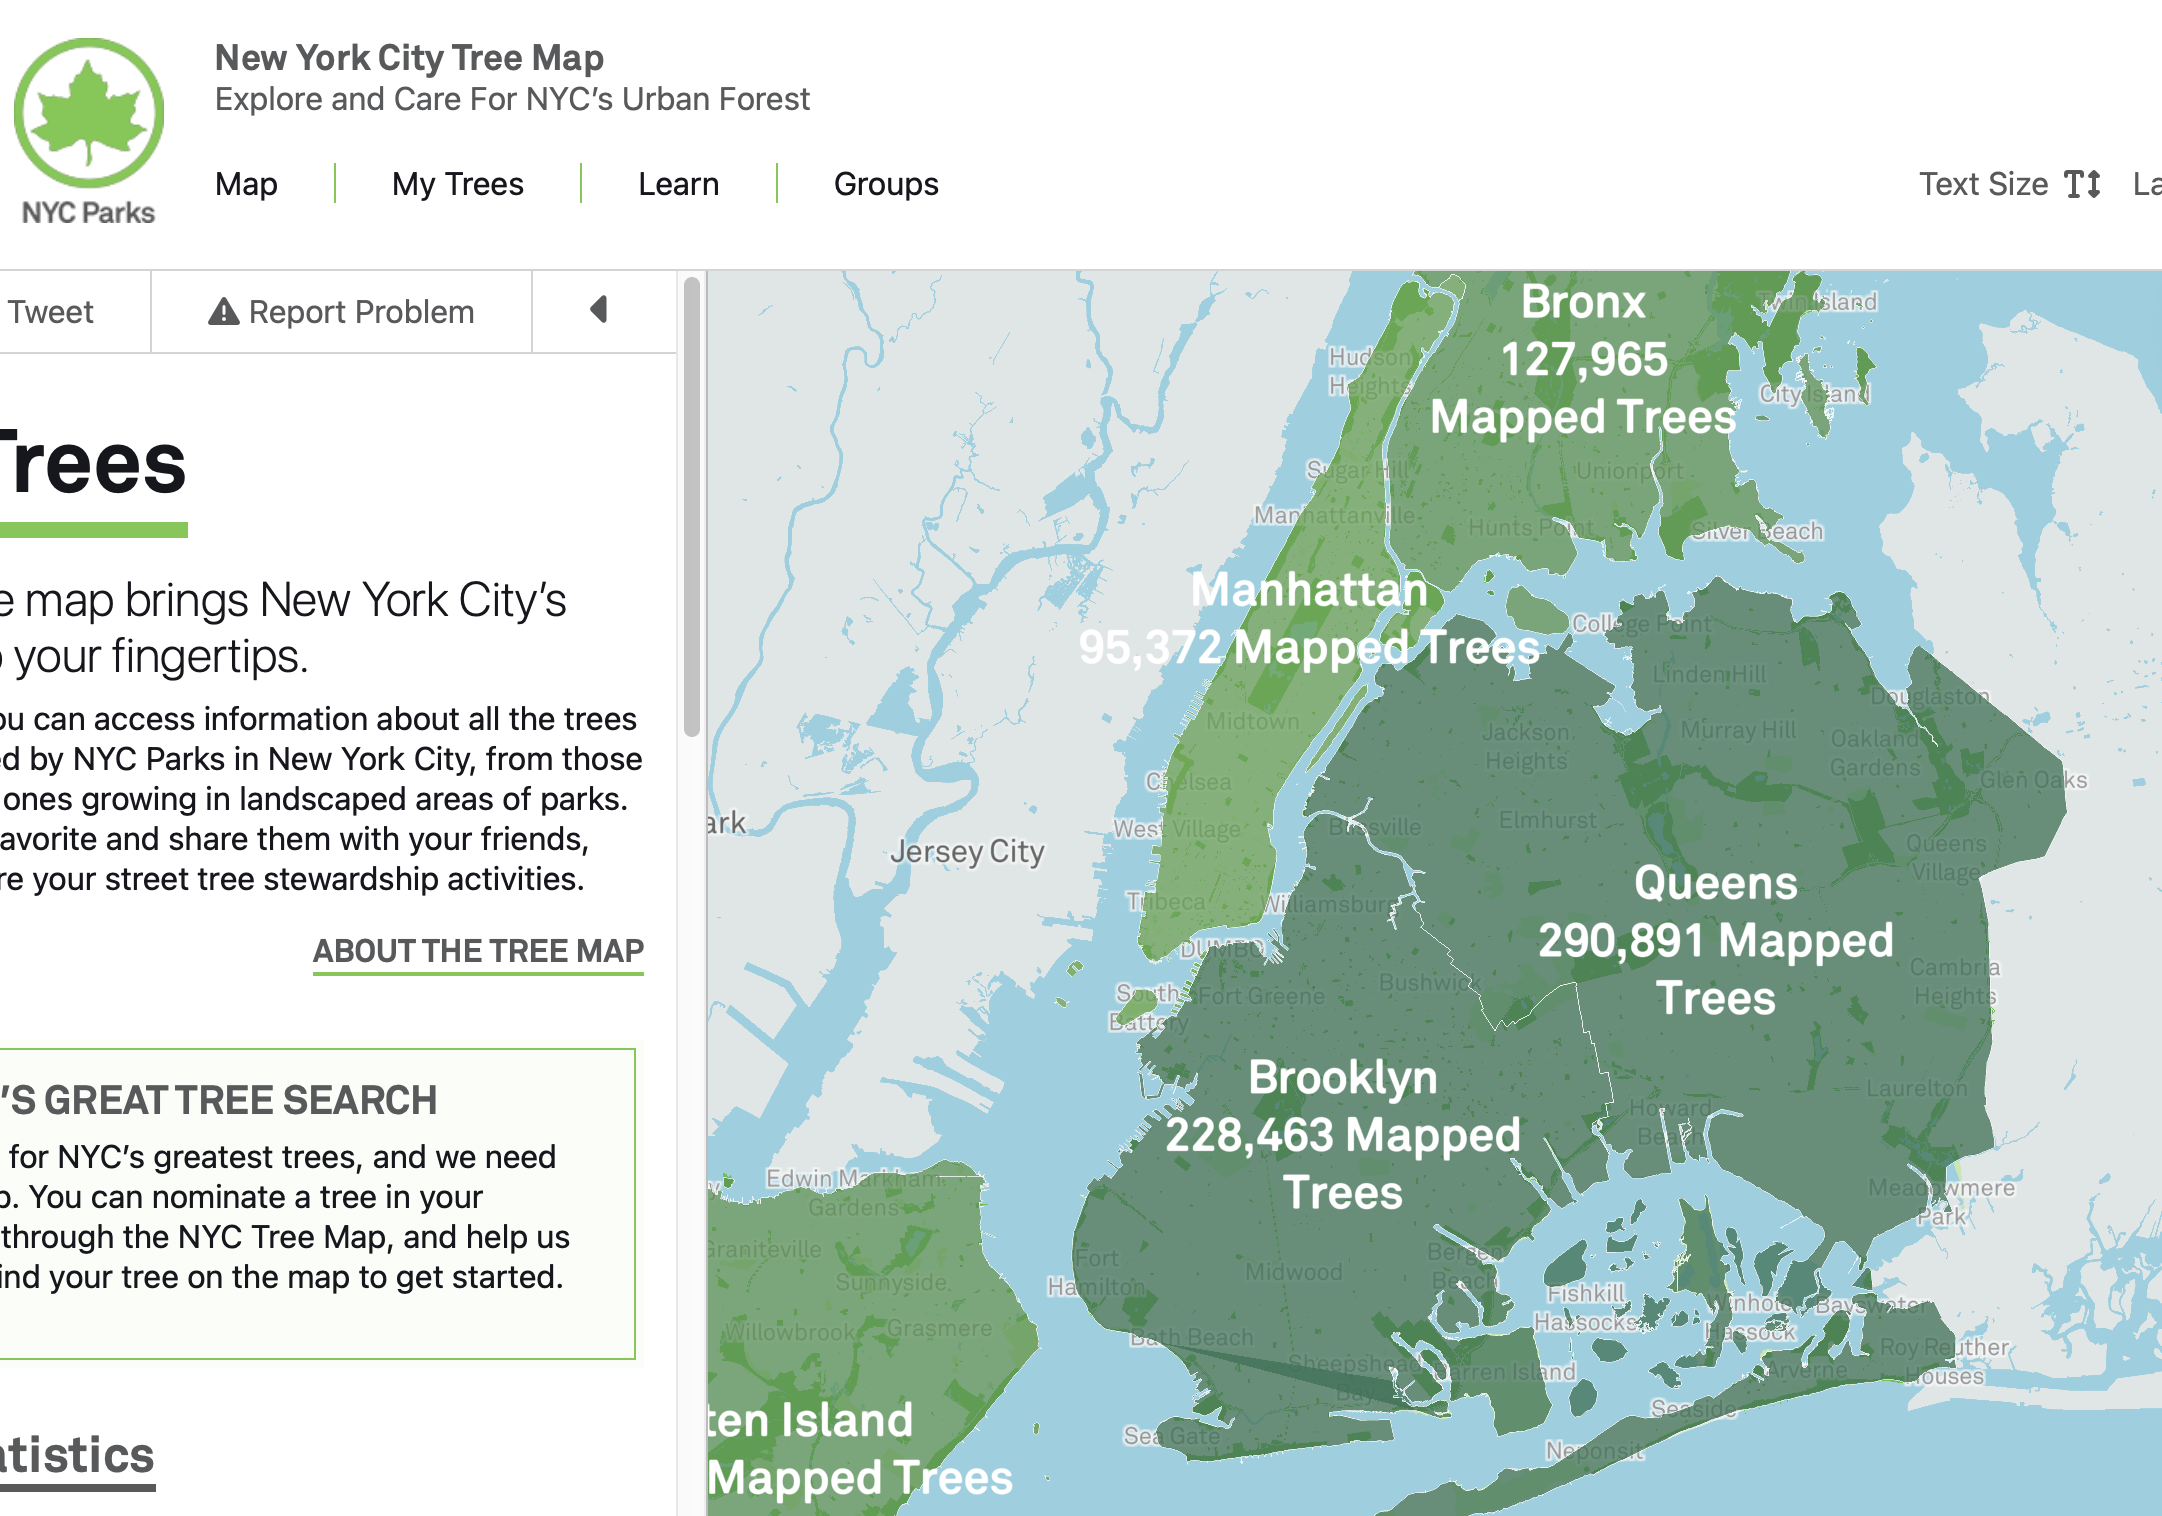 New York City Tree Map
Explore and Care For NYC's Urban Forest
NYC Parks
Map
My Trees
Learn
Groups
Text Size
La
Tweet
Report Problem
Trees
e map brings New York City's
o your fingertips.
ou can access information about all the trees
ed by NYC Parks in New York City, from those
ones growing in landscaped areas of parks.
avorite and share them with your friends,
re your street tree stewardship activities.
ABOUT THE TREE MAP
'S GREAT TREE SEARCH
for NYC's greatest trees, and we need
p. You can nominate a tree in your
through the NYC Tree Map, and help us
ind your tree on the map to get started.
atistics
Bronx
127,965
Mapped Trees
Twin Island
City Island
Hudson
Heights
Sugar Hill
Unionport
Manhattanville
Hunts Point
Silver Beach
Manhattan
95,372 Mapped Trees
College Point
Linden Hill
Douglaston
Midtown
Jackson
Heights
Murray Hill
Oakland
Gardens
Glen Oaks
Chelsea
West Village
Blissville
Elmhurst
Queens
Village
ark
Jersey City
Queens
290,891 Mapped
Trees
Tribeca
Williamsburg
DUMBO
South
Battery
Fort Greene
Bushwick
Cambria
Heights
Brooklyn
228,463 Mapped
Trees
Laurelton
Howard
Beach
Edwin Markham
Gardens
Meadowmere
Park
Graniteville
Sunnyside
Fort
Hamilton
Midwood
Bergen
Beach
Fishkill
Hassocks
Winhole
Hassock
Bayswater
Willowbrook
Grasmere
Bath Beach
Sheepshead
Bay
Barren Island
Arverne
Roy Reuther
Houses
Seaside
Sea Gate
Neponsit
ten Island
Mapped Trees